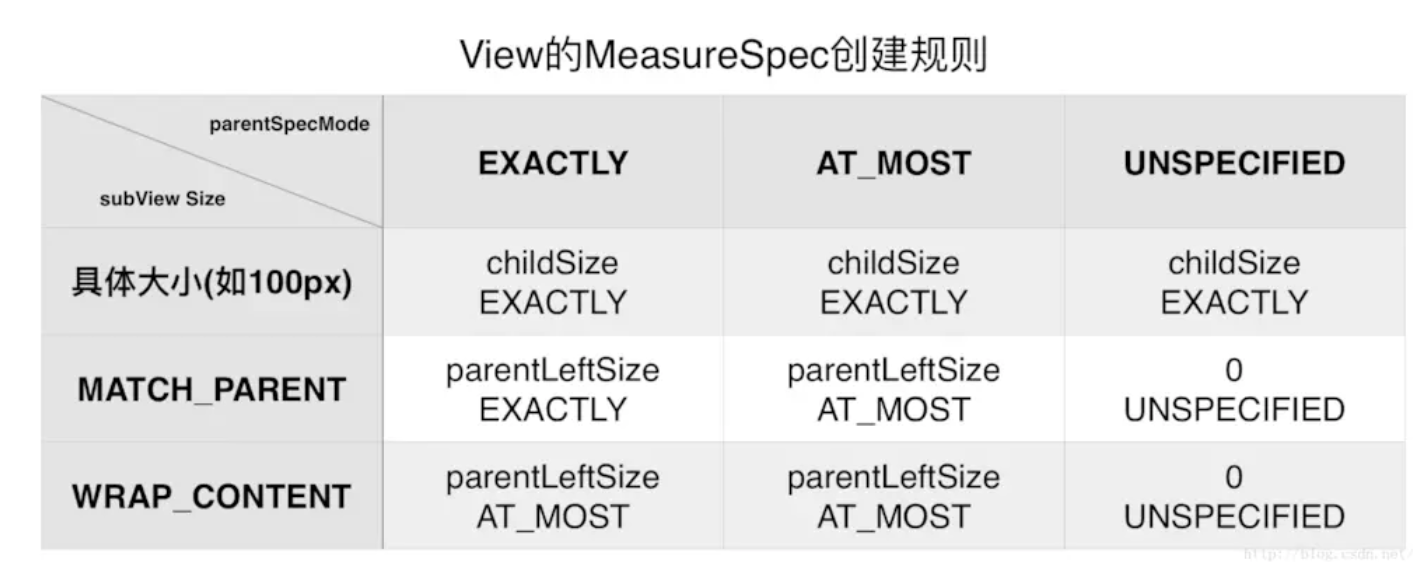 View的MeasureSpec创建规则
parentSpecMode
subView Size
EXACTLY
AT_MOST
UNSPECIFIED
具体大小(如100px)
childSize
EXACTLY
childSize
EXACTLY
childSize
EXACTLY
MATCH_PARENT
parentLeftSize
EXACTLY
parentLeftSize
AT_MOST
0
UNSPECIFIED
WRAP_CONTENT
parentLeftSize
AT_MOST
parentLeftSize
AT_MOST
0
UNSPECIFIED
http://blog.csdn.net/